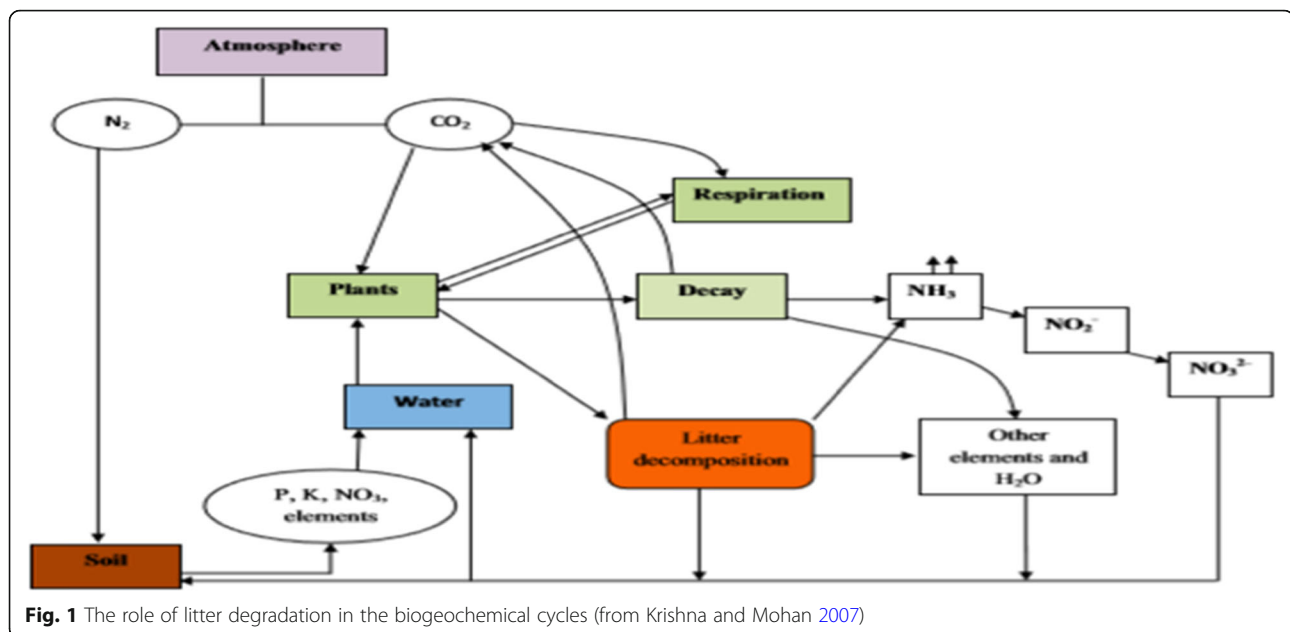 Atmosphere
N₂
CO₂
Respiration
Plants
Decay
NH₃
NO₂⁻
NO₃²⁻
Water
Litter
decomposition
Other
elements and
H₂O
P, K, NO₃,
elements
Soil
Fig. 1 The role of litter degradation in the biogeochemical cycles (from Krishna and Mohan 2007)